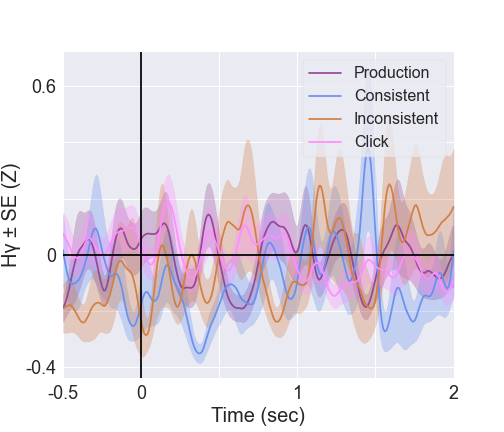 Production
Consistent
Inconsistent
Click
0.6
0
-0.4
Hγ ± SE (Z)
-0.5
0
1
2
Time (sec)